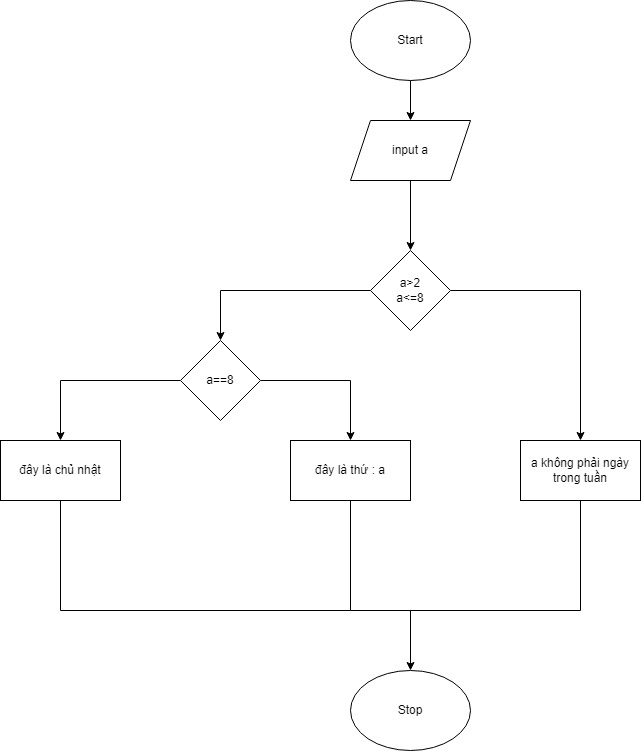 Start
input a
a>2
a<=8
a==8
đây là chủ nhật
đây là thứ : a
a không phải ngày
trong tuần
Stop